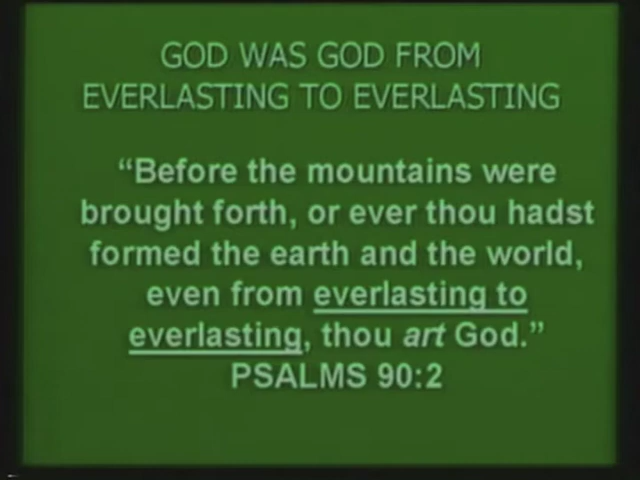 GOD WAS GOD FROM
EVERLASTING TO EVERLASTING
“Before the mountains were
brought forth, or ever thou hadst
formed the earth and the world,
even from everlasting to
everlasting, thou art God.”
PSALMS 90:2